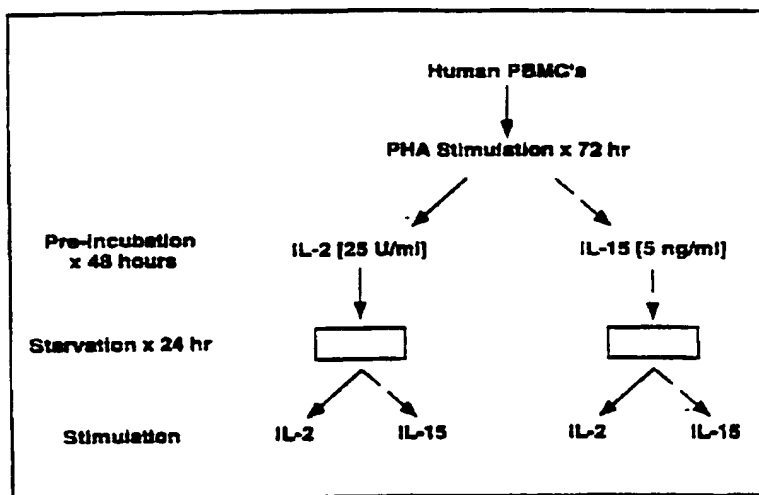 Human PBMC's
PHA Stimulation x 72 hr
Pre-incubation
x 48 hours
IL-2 [25 U/ml]
IL-15 [5 ng/ml]
Starvation x 24 hr
Stimulation
IL-2
IL-15
IL-2
IL-15